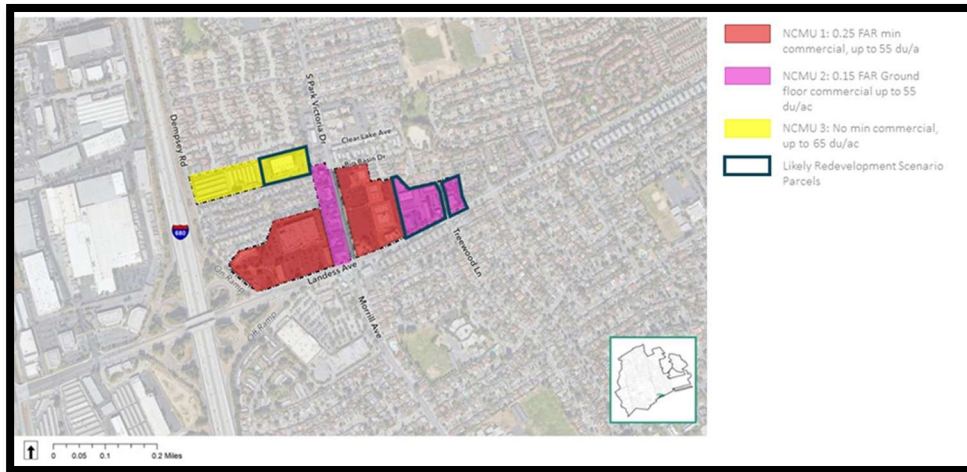 NCMU 1: 0.25 FAR min
commercial, up to 55 du/a
NCMU 2: 0.15 FAR Ground
floor commercial up to 55
du/ac
NCMU 3: No min commercial,
up to 65 du/ac
Likely Redevelopment Scenario
Parcels
S Park Victoria Dr
Dempsey Rd
Clear Lake Ave
Big Basin Dr
680
Off Ramp
Landess Ave
Treewood Ln
Off Ramp
Morrill Ave
0 0.05 0.1 0.2 Miles